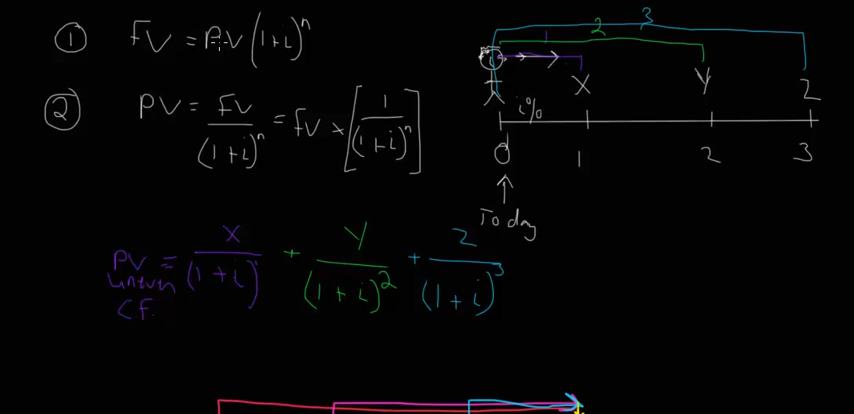 ① FV = PV (1+i)^n
② PV = FV / (1+i)^n = FV × [1 / (1+i)^n]
1 2 3
X Y Z
i%
0 1 2 3
Today
PV uneven CF. = X / (1+i)^1 + Y / (1+i)^2 + Z / (1+i)^3